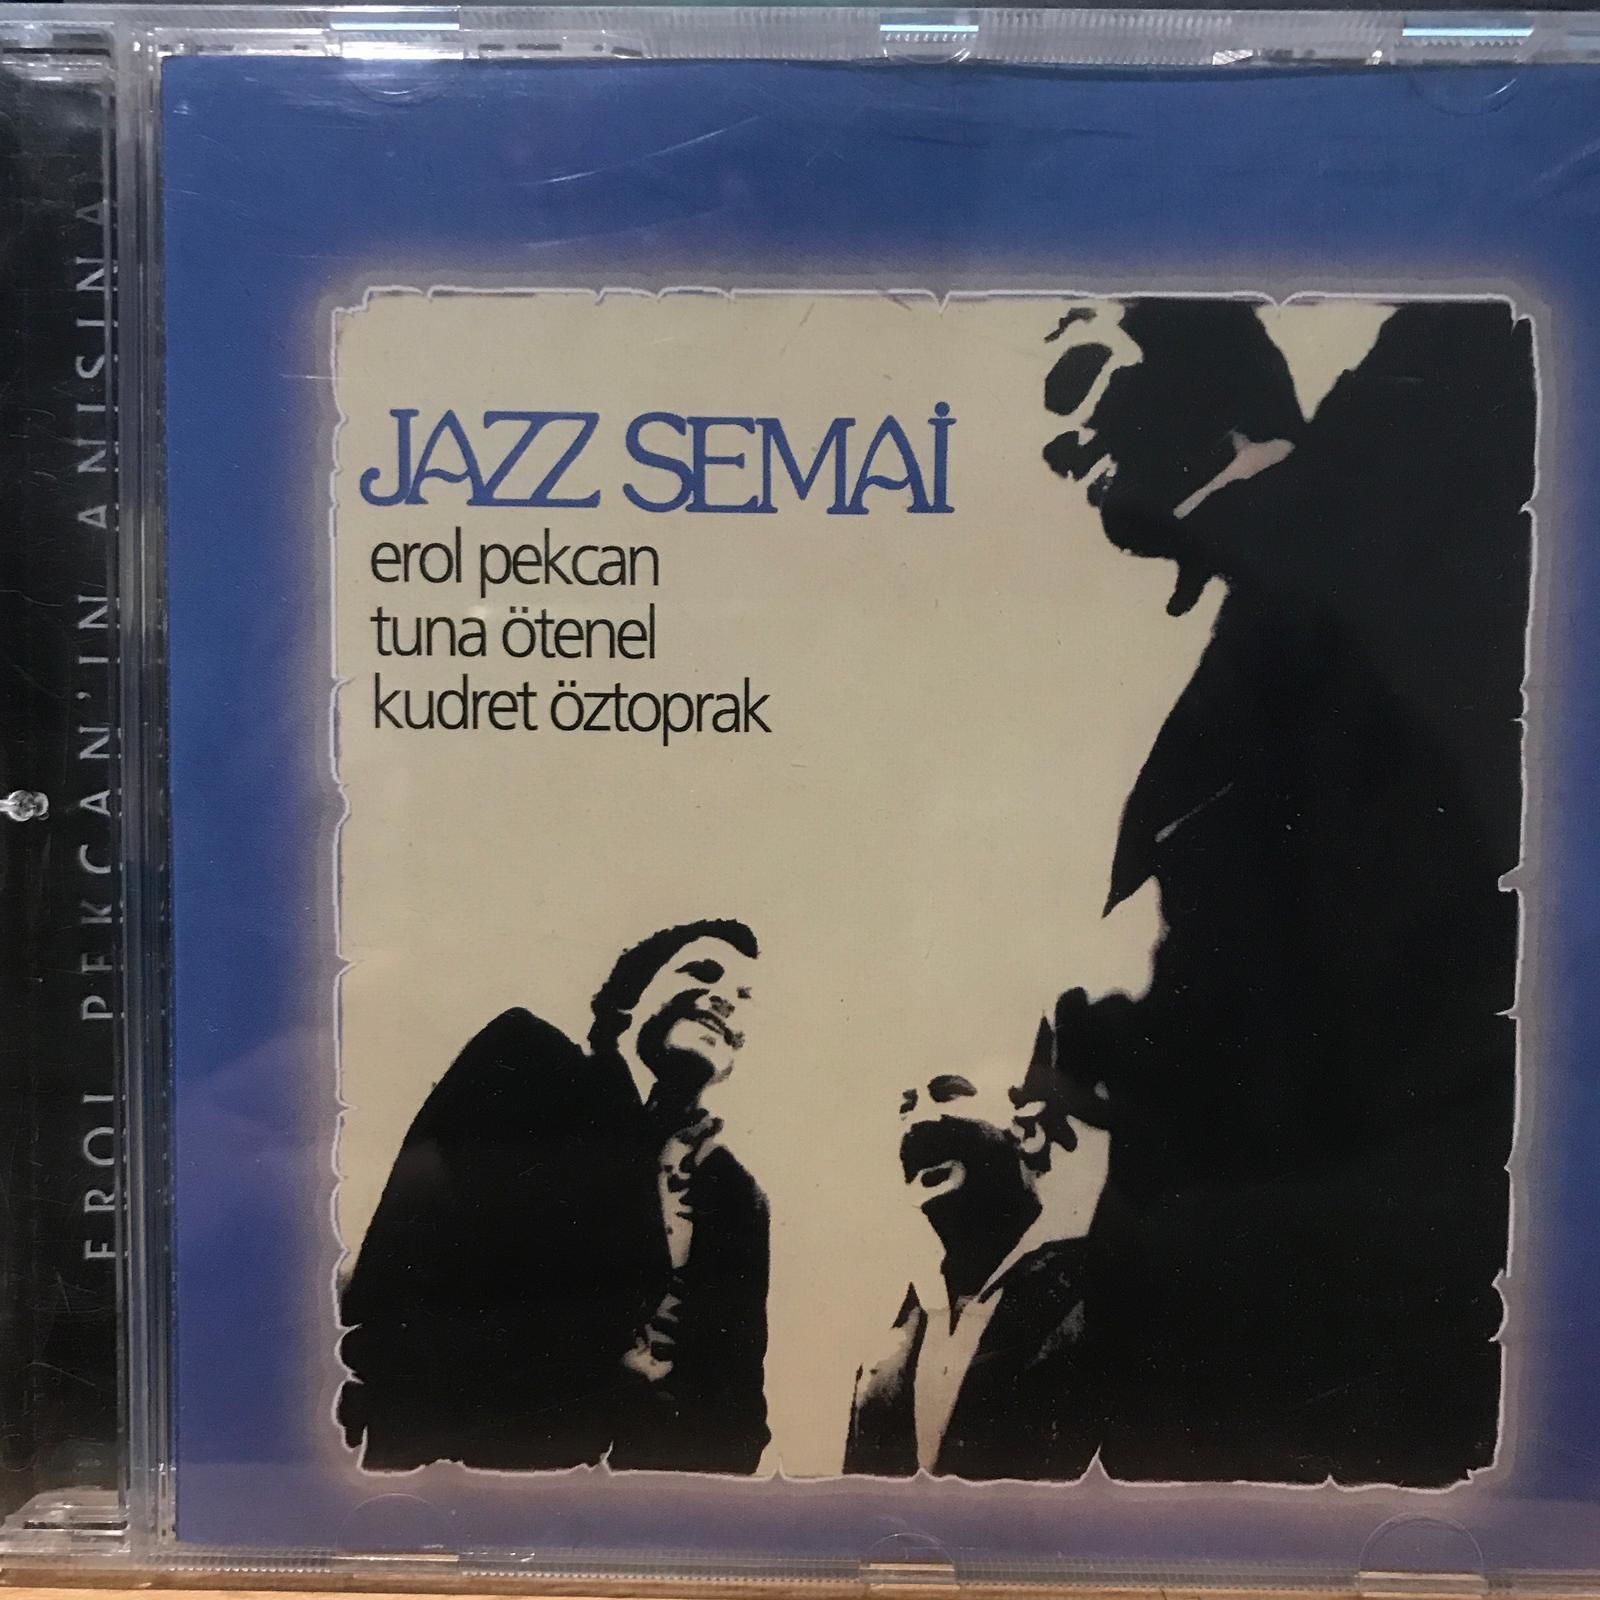 JAZZ SEMAİ
erol pekcan
tuna ötenel
kudret öztoprak
EROL PEKCAN'IN ANISINA